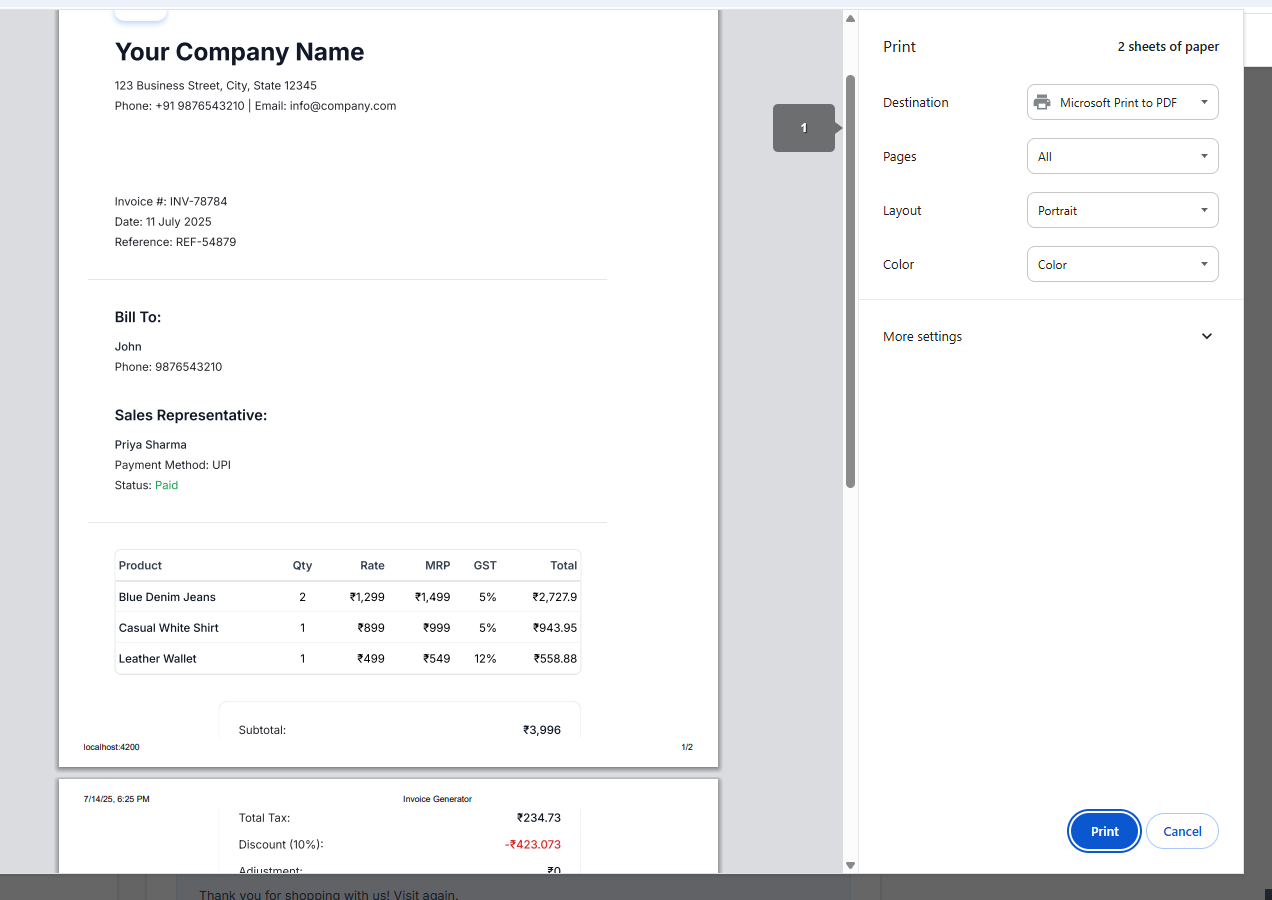 Your Company Name
123 Business Street, City, State 12345
Phone: +91 9876543210 | Email: info@company.com
Invoice #: INV-78784
Date: 11 July 2025
Reference: REF-54879
Bill To:
John
Phone: 9876543210
Sales Representative:
Priya Sharma
Payment Method: UPI
Status: Paid
Product Qty Rate MRP GST Total
Blue Denim Jeans 2 ₹1,299 ₹1,499 5% ₹2,727.9
Casual White Shirt 1 ₹899 ₹999 5% ₹943.95
Leather Wallet 1 ₹499 ₹549 12% ₹558.88
Subtotal: ₹3,996
localhost:4200 1/2
7/14/25, 6:25 PM Invoice Generator
Total Tax: ₹234.73
Discount (10%): -₹423.073
Adjustment: ₹0
Thank you for shopping with us! Visit again.
1
Print 2 sheets of paper
Destination Microsoft Print to PDF
Pages All
Layout Portrait
Color Color
More settings
Print Cancel